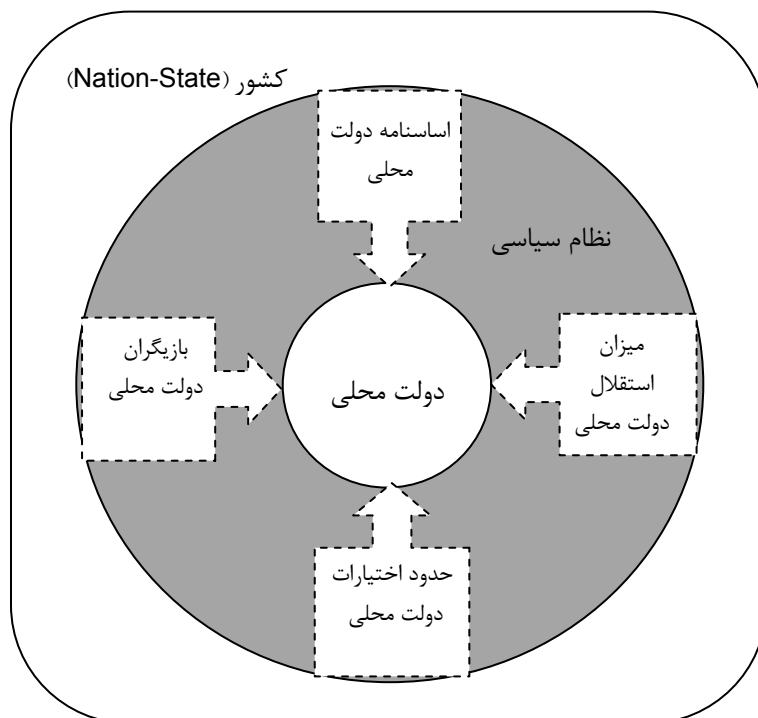 کشور (Nation-State)
اساسنامه دولت
محلی
نظام سیاسی
میزان
استقلال
دولت محلی
دولت محلی
بازیگران
دولت محلی
حدود اختیارات
دولت محلی